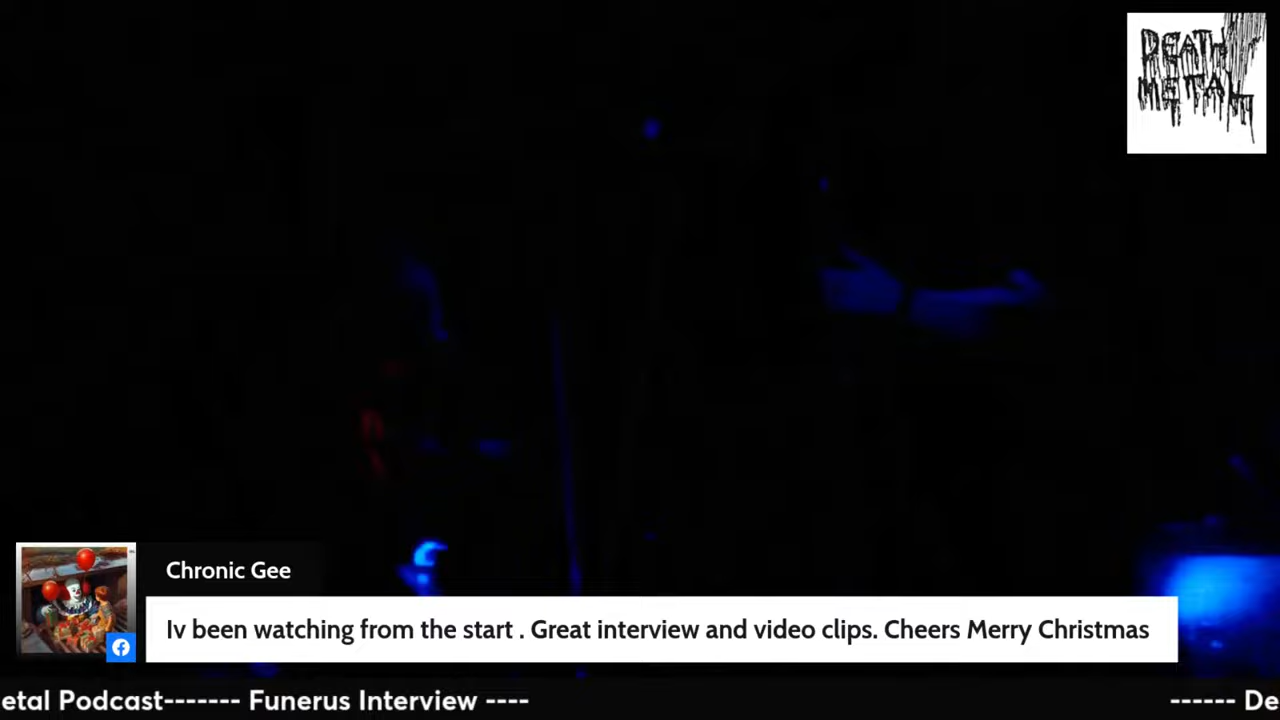 DEATH
METAL
Chronic Gee
Iv been watching from the start . Great interview and video clips. Cheers Merry Christmas
etal Podcast------- Funerus Interview ---- ------ De